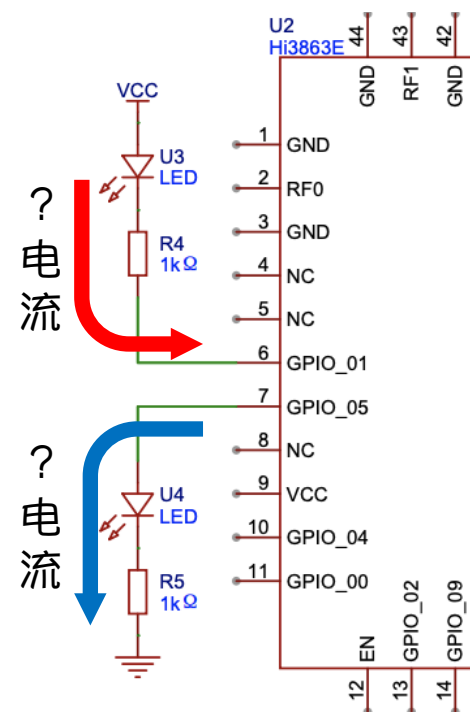 U2
Hi3863E
44
43
42
GND
RF1
GND
VCC
U3
LED
R4
1kΩ
?
电
流
1 GND
2 RF0
3 GND
4 NC
5 NC
6 GPIO_01
7 GPIO_05
8 NC
9 VCC
10 GPIO_04
11 GPIO_00
?
电
流
U4
LED
R5
1kΩ
EN
GPIO_02
GPIO_09
12
13
14